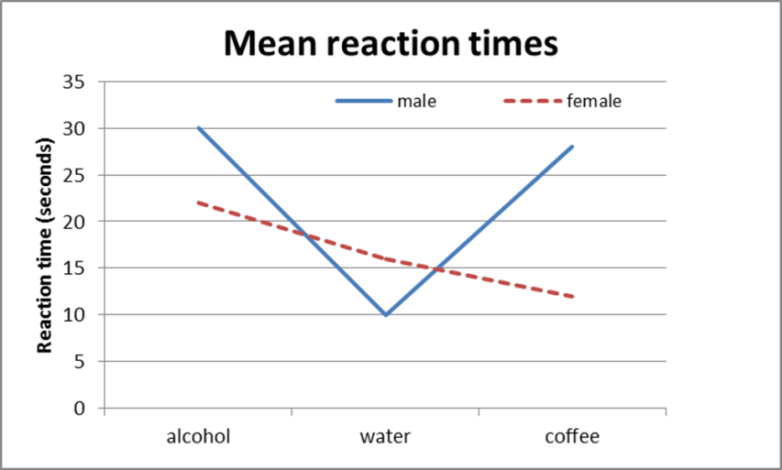 Mean reaction times
male female
35
30
25
20
15
10
5
0
Reaction time (seconds)
alcohol water coffee